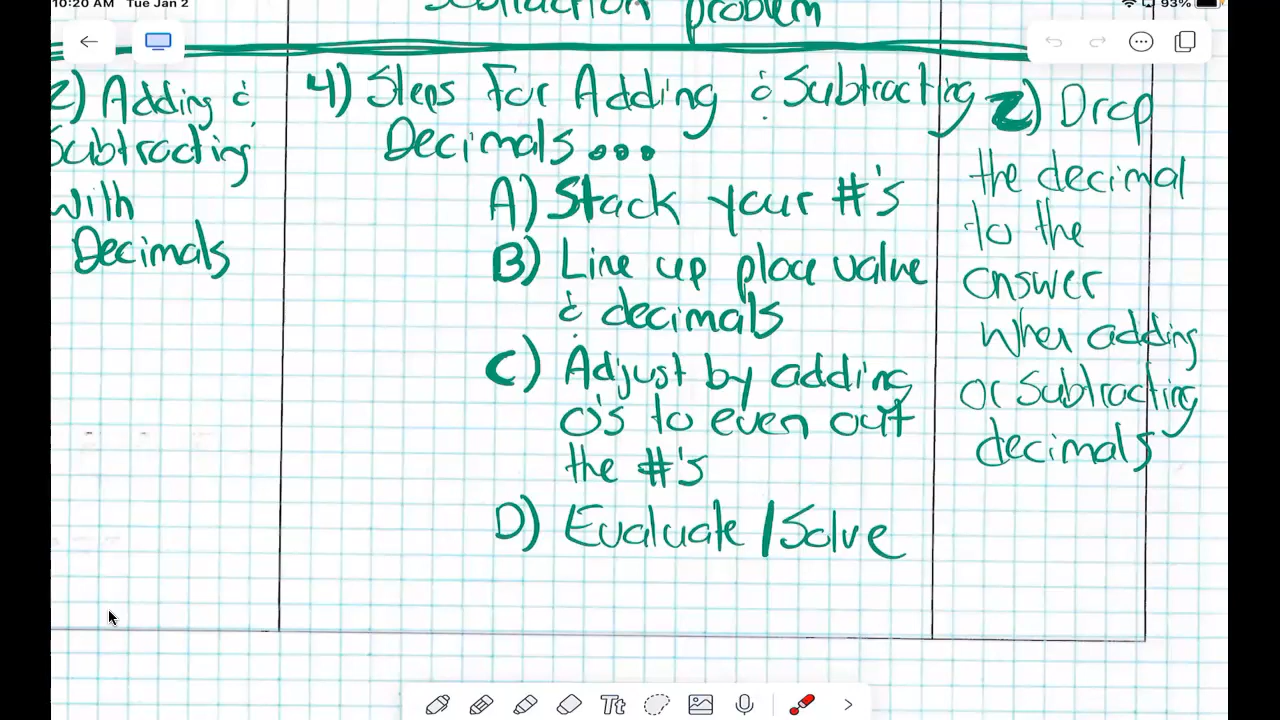 10:20 AM Tue Jan 2
93%
Subtraction problem
2) Adding &
Subtracting
with
Decimals
4) Steps for Adding & Subtracting
Decimals...
A) Stack your #'s
B) Line up place value
& decimals
C) Adjust by adding
0's to even out
the #'s
D) Evaluate / Solve
2) Drop
the decimal
to the
answer
when adding
or subtracting
decimals
Tt